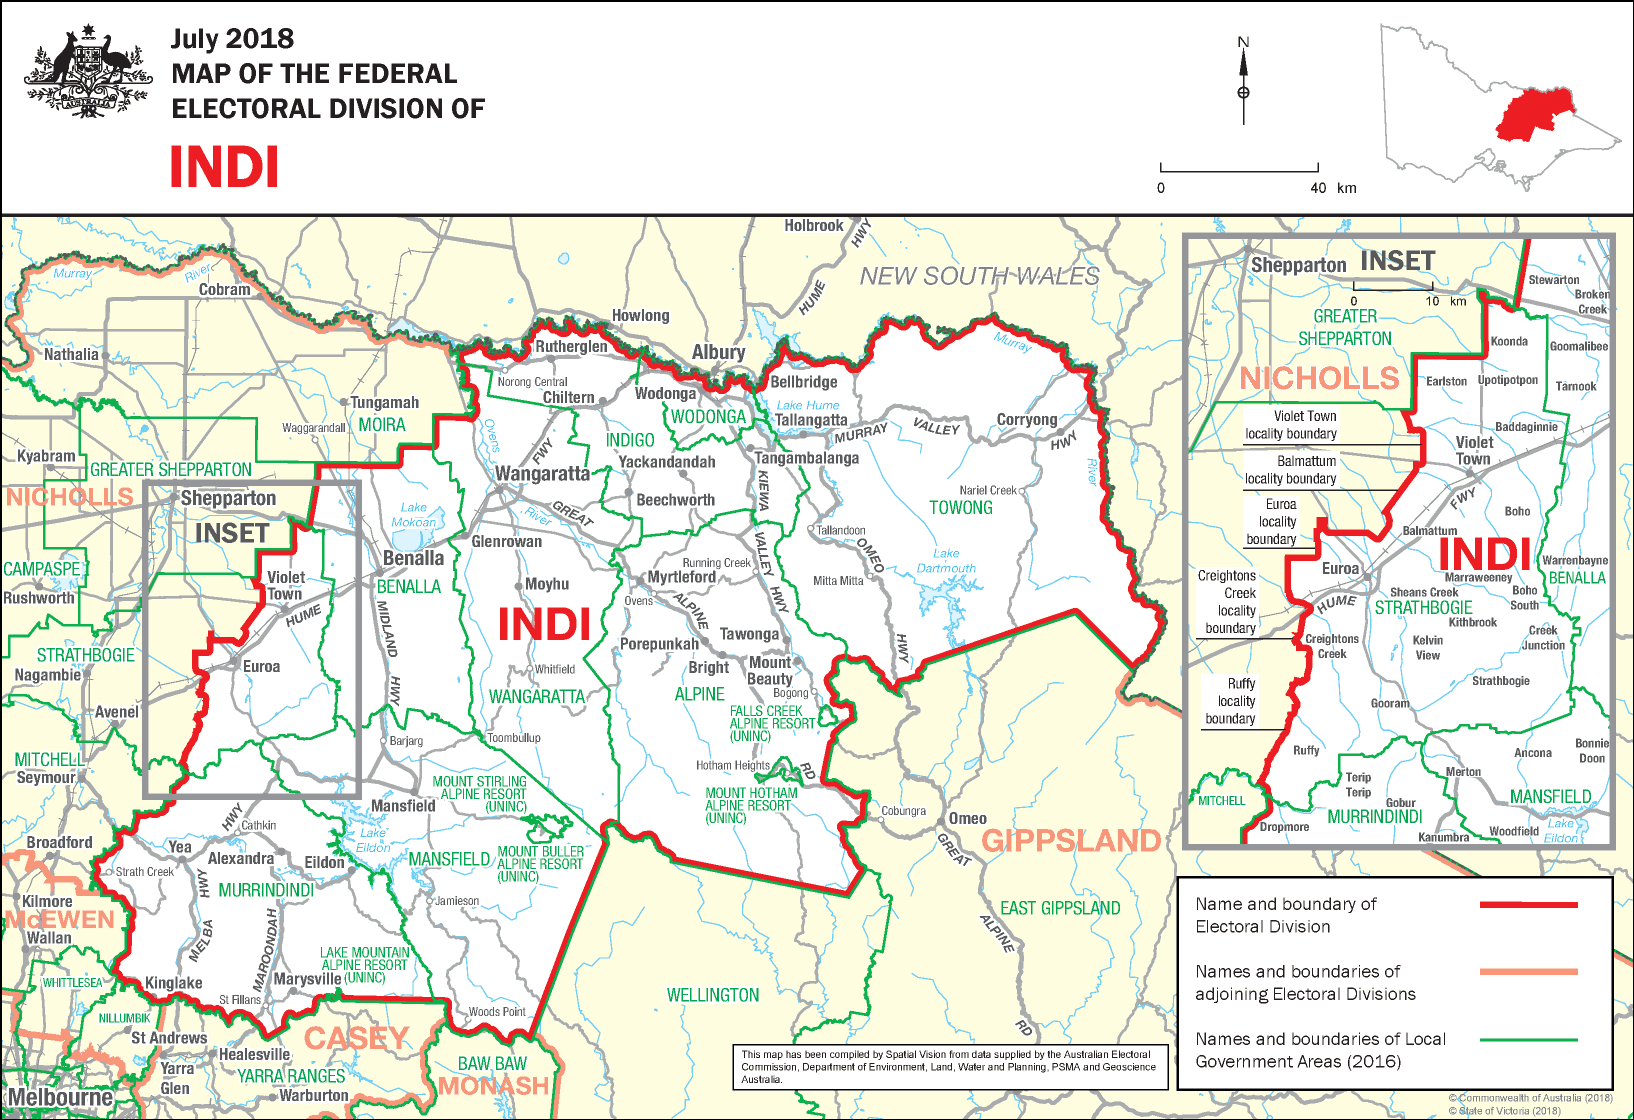 July 2018
MAP OF THE FEDERAL
ELECTORAL DIVISION OF
INDI
AUSTRALIA
N
0 40 km
Holbrook
HWY
HUME
NEW SOUTH WALES
Murray
River
Cobram
Howlong
Nathalia
Rutherglen
Albury
Murray
Norong Central
Chiltern
Wodonga
Bellbridge
Tungamah
MOIRA
Waggarandall
Ovens
FWY
INDIGO
WODONGA
Lake Hume
Tallangatta
MURRAY
VALLEY
Corryong
HWY
Kyabram
GREATER SHEPPARTON
NICHOLLS
Shepparton
INSET
Wangaratta
Yackandandah
Tangambalanga
KIEWA
River
Beechworth
Nariel Creek
TOWONG
Lake
Mokoan
River
GREAT
Glenrowan
Tallandoon
OMEO
CAMPASPE
Rushworth
Benalla
BENALLA
VALLEY
Lake
Dartmouth
Violet
Town
HUME
Moyhu
INDI
Running Creek
Myrtleford
Ovens
ALPINE
HWY
Mitta Mitta
MIDLAND
STRATHBOGIE
Nagambie
Euroa
Porepunkah
Tawonga
Bright
Mount
Beauty
Bogong
HWY
Whitfield
WANGARATTA
ALPINE
FALLS CREEK
ALPINE RESORT
(UNINC)
HWY
Avenel
Barjarg
Toombullup
MITCHELL
Seymour
Hotham Heights
RD
MOUNT STIRLING
ALPINE RESORT
(UNINC)
Mansfield
MOUNT HOTHAM
ALPINE RESORT
(UNINC)
Cobungra
Omeo
GREAT
GIPPSLAND
HWY
Cathkin
Broadford
Yea
Alexandra
Eildon
Lake
Eildon
MANSFIELD
MOUNT BULLER
ALPINE RESORT
(UNINC)
Strath Creek
HWY
MURRINDINDI
Jamieson
Kilmore
McEWEN
Wallan
MELBA
MAROONDAH
EAST GIPPSLAND
ALPINE
LAKE MOUNTAIN
ALPINE RESORT
(UNINC)
Kinglake
Marysville
St Fillans
WHITTLESEA
WELLINGTON
RD
NILLUMBIK
St Andrews
Woods Point
CASEY
Healesville
Yarra
Glen
YARRA RANGES
Warburton
BAW BAW
MONASH
Melbourne
Shepparton INSET
0 10 km
Stewarton
Broken
Creek
GREATER
SHEPPARTON
NICHOLLS
Koonda
Goomalibee
Earlston
Upotipotpon
Tarnook
Violet Town
locality boundary
Baddaginnie
Violet
Town
Balmattum
locality boundary
FWY
Euroa
locality
boundary
Boho
Balmattum
INDI
Warrenbayne
BENALLA
Creightons
Creek
locality
boundary
Euroa
Marraweeney
HUME
Sheans Creek
STRATHBOGIE
Boho
South
Kithbrook
Creightons
Creek
Kelvin
View
Creek
Junction
Ruffy
locality
boundary
Strathbogie
Gooram
Ruffy
Ancona
Bonnie
Doon
Terip
Terip
Merton
MITCHELL
Gobur
MANSFIELD
MURRINDINDI
Dropmore
Kanumbra
Woodfield
Lake
Eildon
Name and boundary of
Electoral Division
Names and boundaries of
adjoining Electoral Divisions
Names and boundaries of Local
Government Areas (2016)
This map has been compiled by Spatial Vision from data supplied by the Australian Electoral
Commission, Department of Environment, Land, Water and Planning, PSMA and Geoscience
Australia.
© Commonwealth of Australia (2018)
© State of Victoria (2018)